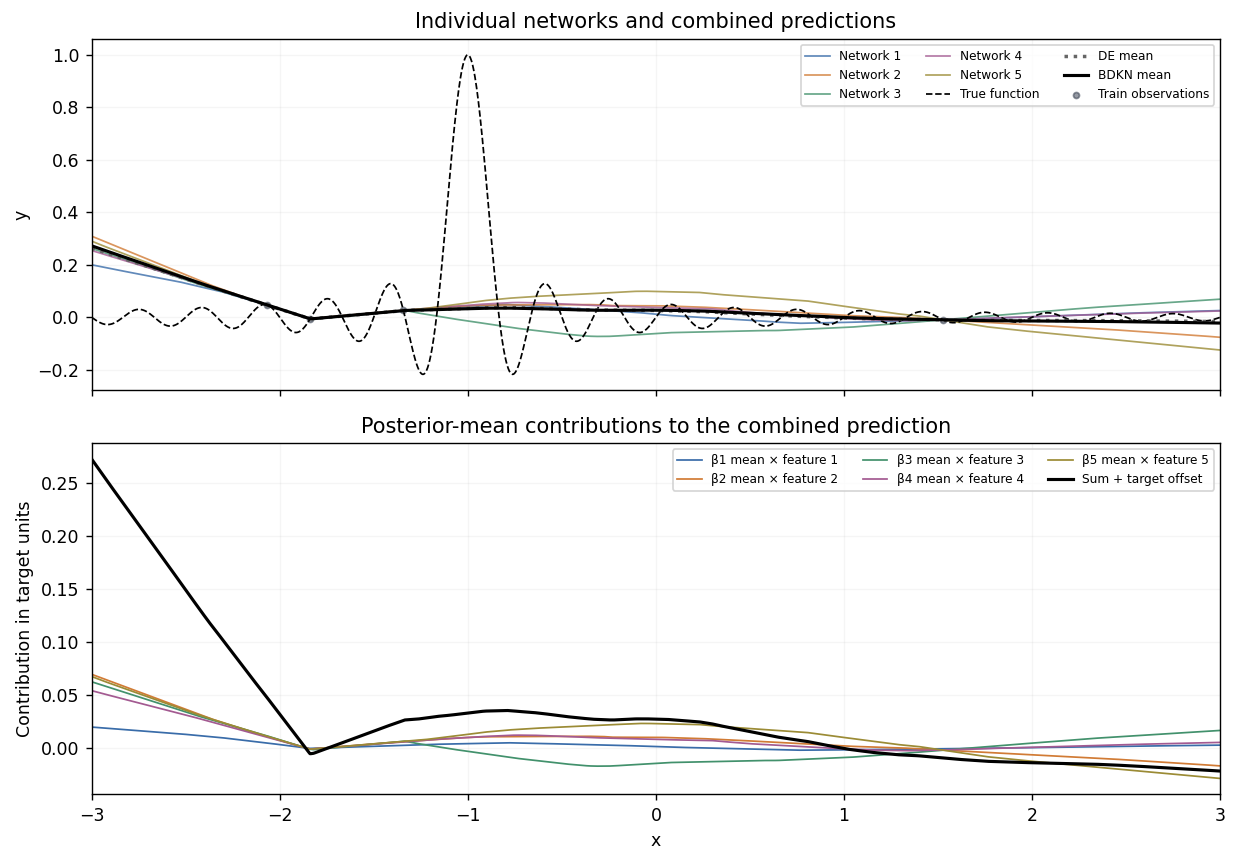 Individual networks and combined predictions
1.0
0.8
0.6
0.4
0.2
0.0
−0.2
y
Network 1
Network 2
Network 3
Network 4
Network 5
True function
DE mean
BDKN mean
Train observations
Posterior-mean contributions to the combined prediction
0.25
0.20
0.15
0.10
0.05
0.00
Contribution in target units
β1 mean × feature 1
β2 mean × feature 2
β3 mean × feature 3
β4 mean × feature 4
β5 mean × feature 5
Sum + target offset
−3
−2
−1
0
1
2
3
x